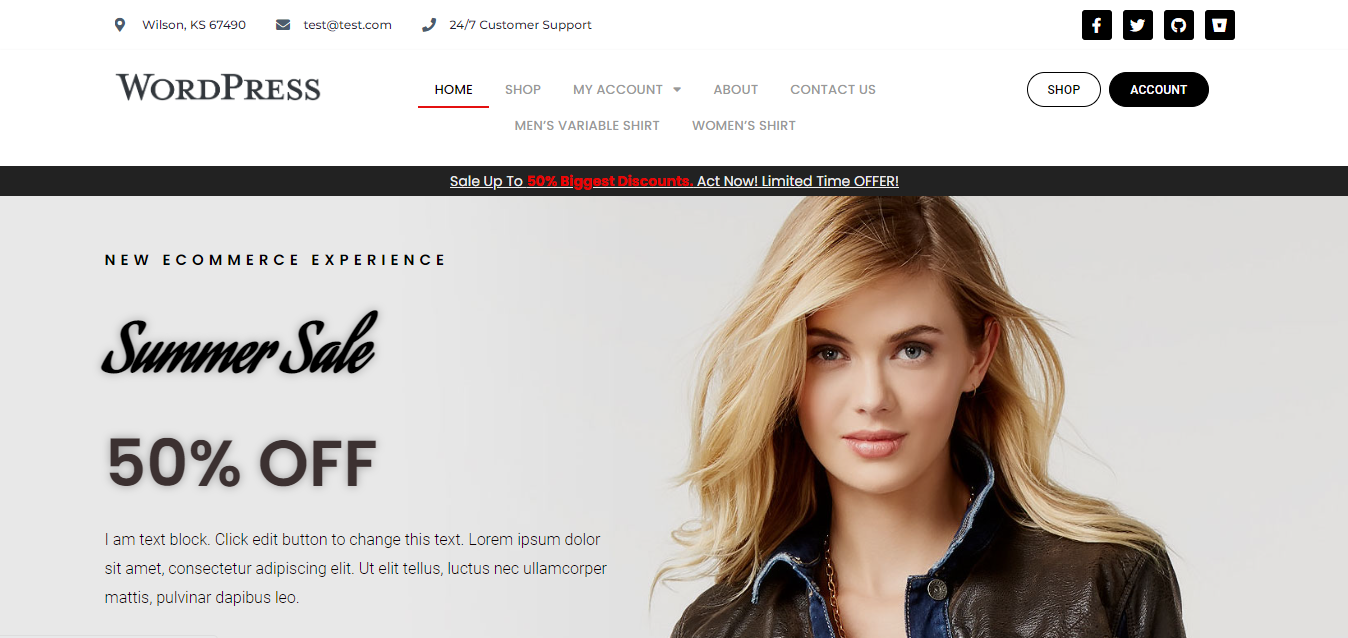 Wilson, KS 67490 test@test.com 24/7 Customer Support
WORDPRESS
HOME SHOP MY ACCOUNT ABOUT CONTACT US
SHOP ACCOUNT
MEN'S VARIABLE SHIRT WOMEN'S SHIRT
Sale Up To 50% Biggest Discounts. Act Now! Limited Time OFFER!
NEW ECOMMERCE EXPERIENCE
Summer Sale
50% OFF
I am text block. Click edit button to change this text. Lorem ipsum dolor
sit amet, consectetur adipiscing elit. Ut elit tellus, luctus nec ullamcorper
mattis, pulvinar dapibus leo.